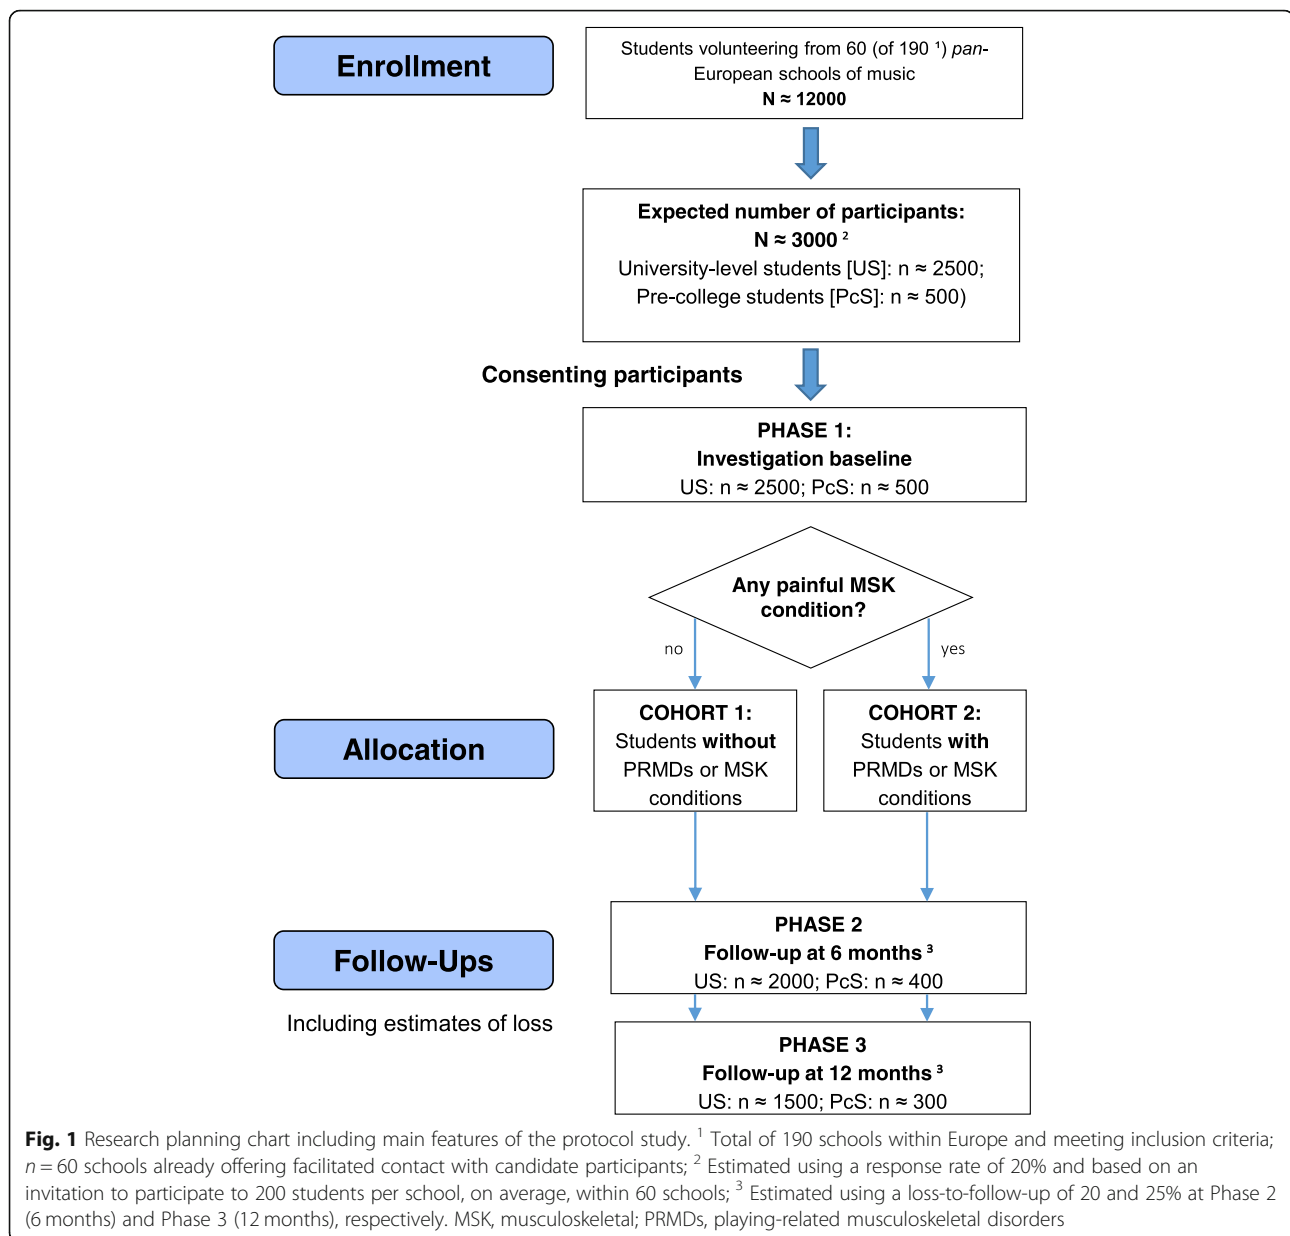 Enrollment
Students volunteering from 60 (of 190 ¹) pan-
European schools of music
N ≈ 12000
Expected number of participants:
N ≈ 3000 ²
University-level students [US]: n ≈ 2500;
Pre-college students [PcS]: n ≈ 500)
Consenting participants
PHASE 1:
Investigation baseline
US: n ≈ 2500; PcS: n ≈ 500
Any painful MSK
condition?
no
yes
Allocation
COHORT 1:
Students without
PRMDs or MSK
conditions
COHORT 2:
Students with
PRMDs or MSK
conditions
Follow-Ups
Including estimates of loss
PHASE 2
Follow-up at 6 months ³
US: n ≈ 2000; PcS: n ≈ 400
PHASE 3
Follow-up at 12 months ³
US: n ≈ 1500; PcS: n ≈ 300
Fig. 1 Research planning chart including main features of the protocol study. ¹ Total of 190 schools within Europe and meeting inclusion criteria;
n = 60 schools already offering facilitated contact with candidate participants; ² Estimated using a response rate of 20% and based on an
invitation to participate to 200 students per school, on average, within 60 schools; ³ Estimated using a loss-to-follow-up of 20 and 25% at Phase 2
(6 months) and Phase 3 (12 months), respectively. MSK, musculoskeletal; PRMDs, playing-related musculoskeletal disorders